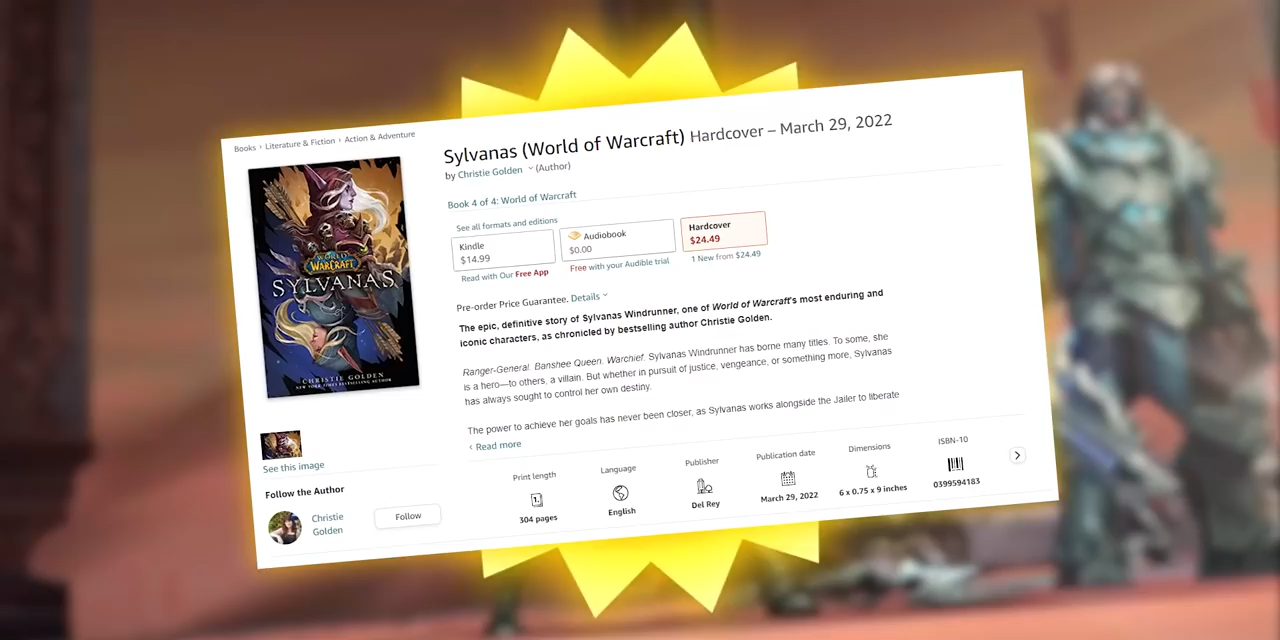 Books › Literature & Fiction › Action & Adventure
WORLD
OF
WARCRAFT
SYLVANAS
CHRISTIE GOLDEN
NEW YORK TIMES BESTSELLING AUTHOR
See this image
Follow the Author
Christie
Golden
Follow
Sylvanas (World of Warcraft) Hardcover – March 29, 2022
by Christie Golden (Author)
Book 4 of 4: World of Warcraft
See all formats and editions
Kindle
$14.99
Read with Our Free App
Audiobook
$0.00
Free with your Audible trial
Hardcover
$24.49
1 New from $24.49
Pre-order Price Guarantee. Details
The epic, definitive story of Sylvanas Windrunner, one of World of Warcraft's most enduring and
iconic characters, as chronicled by bestselling author Christie Golden.
Ranger-General. Banshee Queen. Warchief. Sylvanas Windrunner has borne many titles. To some, she
is a hero—to others, a villain. But whether in pursuit of justice, vengeance, or something more, Sylvanas
has always sought to control her own destiny.
The power to achieve her goals has never been closer, as Sylvanas works alongside the Jailer to liberate
‹ Read more
Print length
1
304 pages
Language
English
Publisher
Del Rey
Publication date
March 29, 2022
Dimensions
6 x 0.75 x 9 inches
ISBN-10
0399594183